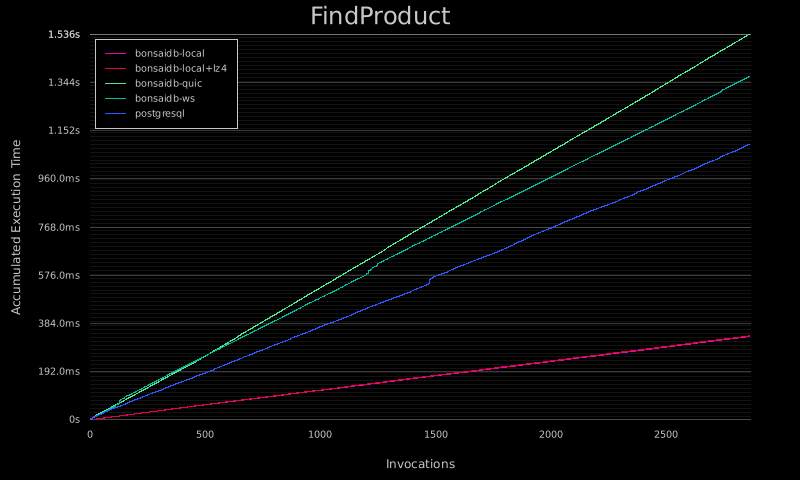 FindProduct
1.536s
1.344s
1.152s
960.0ms
768.0ms
576.0ms
384.0ms
192.0ms
0s
Accumulated Execution Time
bonsaidb-local
bonsaidb-local+lz4
bonsaidb-quic
bonsaidb-ws
postgresql
0 500 1000 1500 2000 2500
Invocations